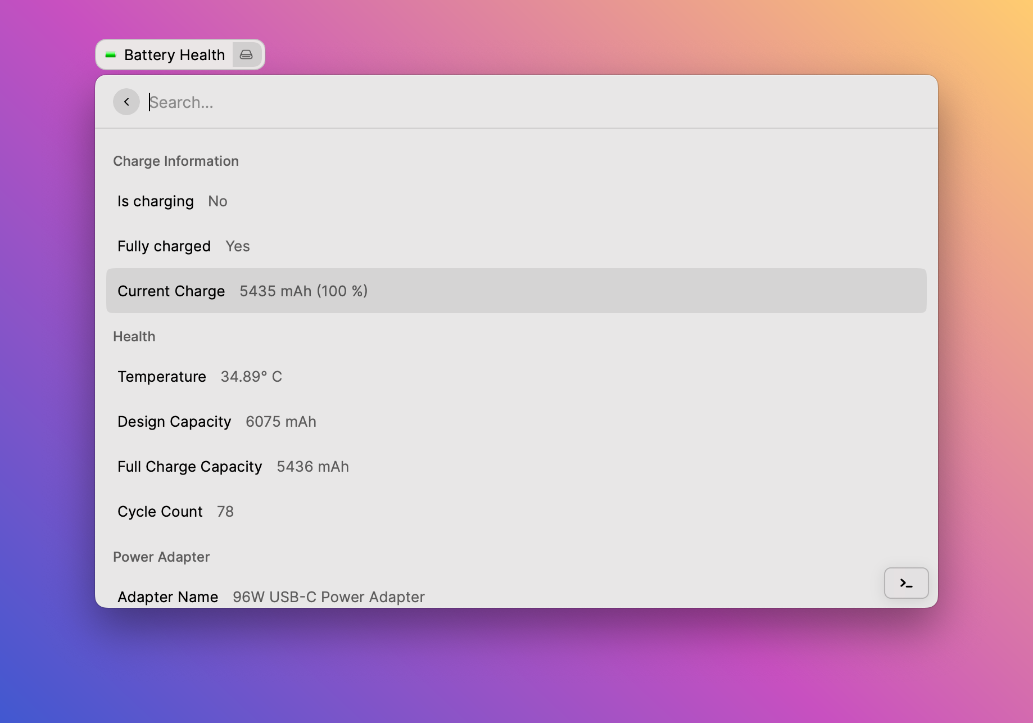 Battery Health
Search...
Charge Information
Is charging No
Fully charged Yes
Current Charge 5435 mAh (100 %)
Health
Temperature 34.89° C
Design Capacity 6075 mAh
Full Charge Capacity 5436 mAh
Cycle Count 78
Power Adapter
Adapter Name 96W USB-C Power Adapter